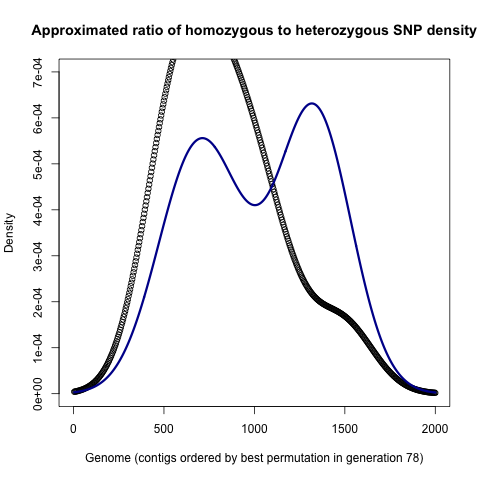 Approximated ratio of homozygous to heterozygous SNP density
7e-04
6e-04
5e-04
4e-04
3e-04
2e-04
1e-04
0e+00
Density
0 500 1000 1500 2000
Genome (contigs ordered by best permutation in generation 78)